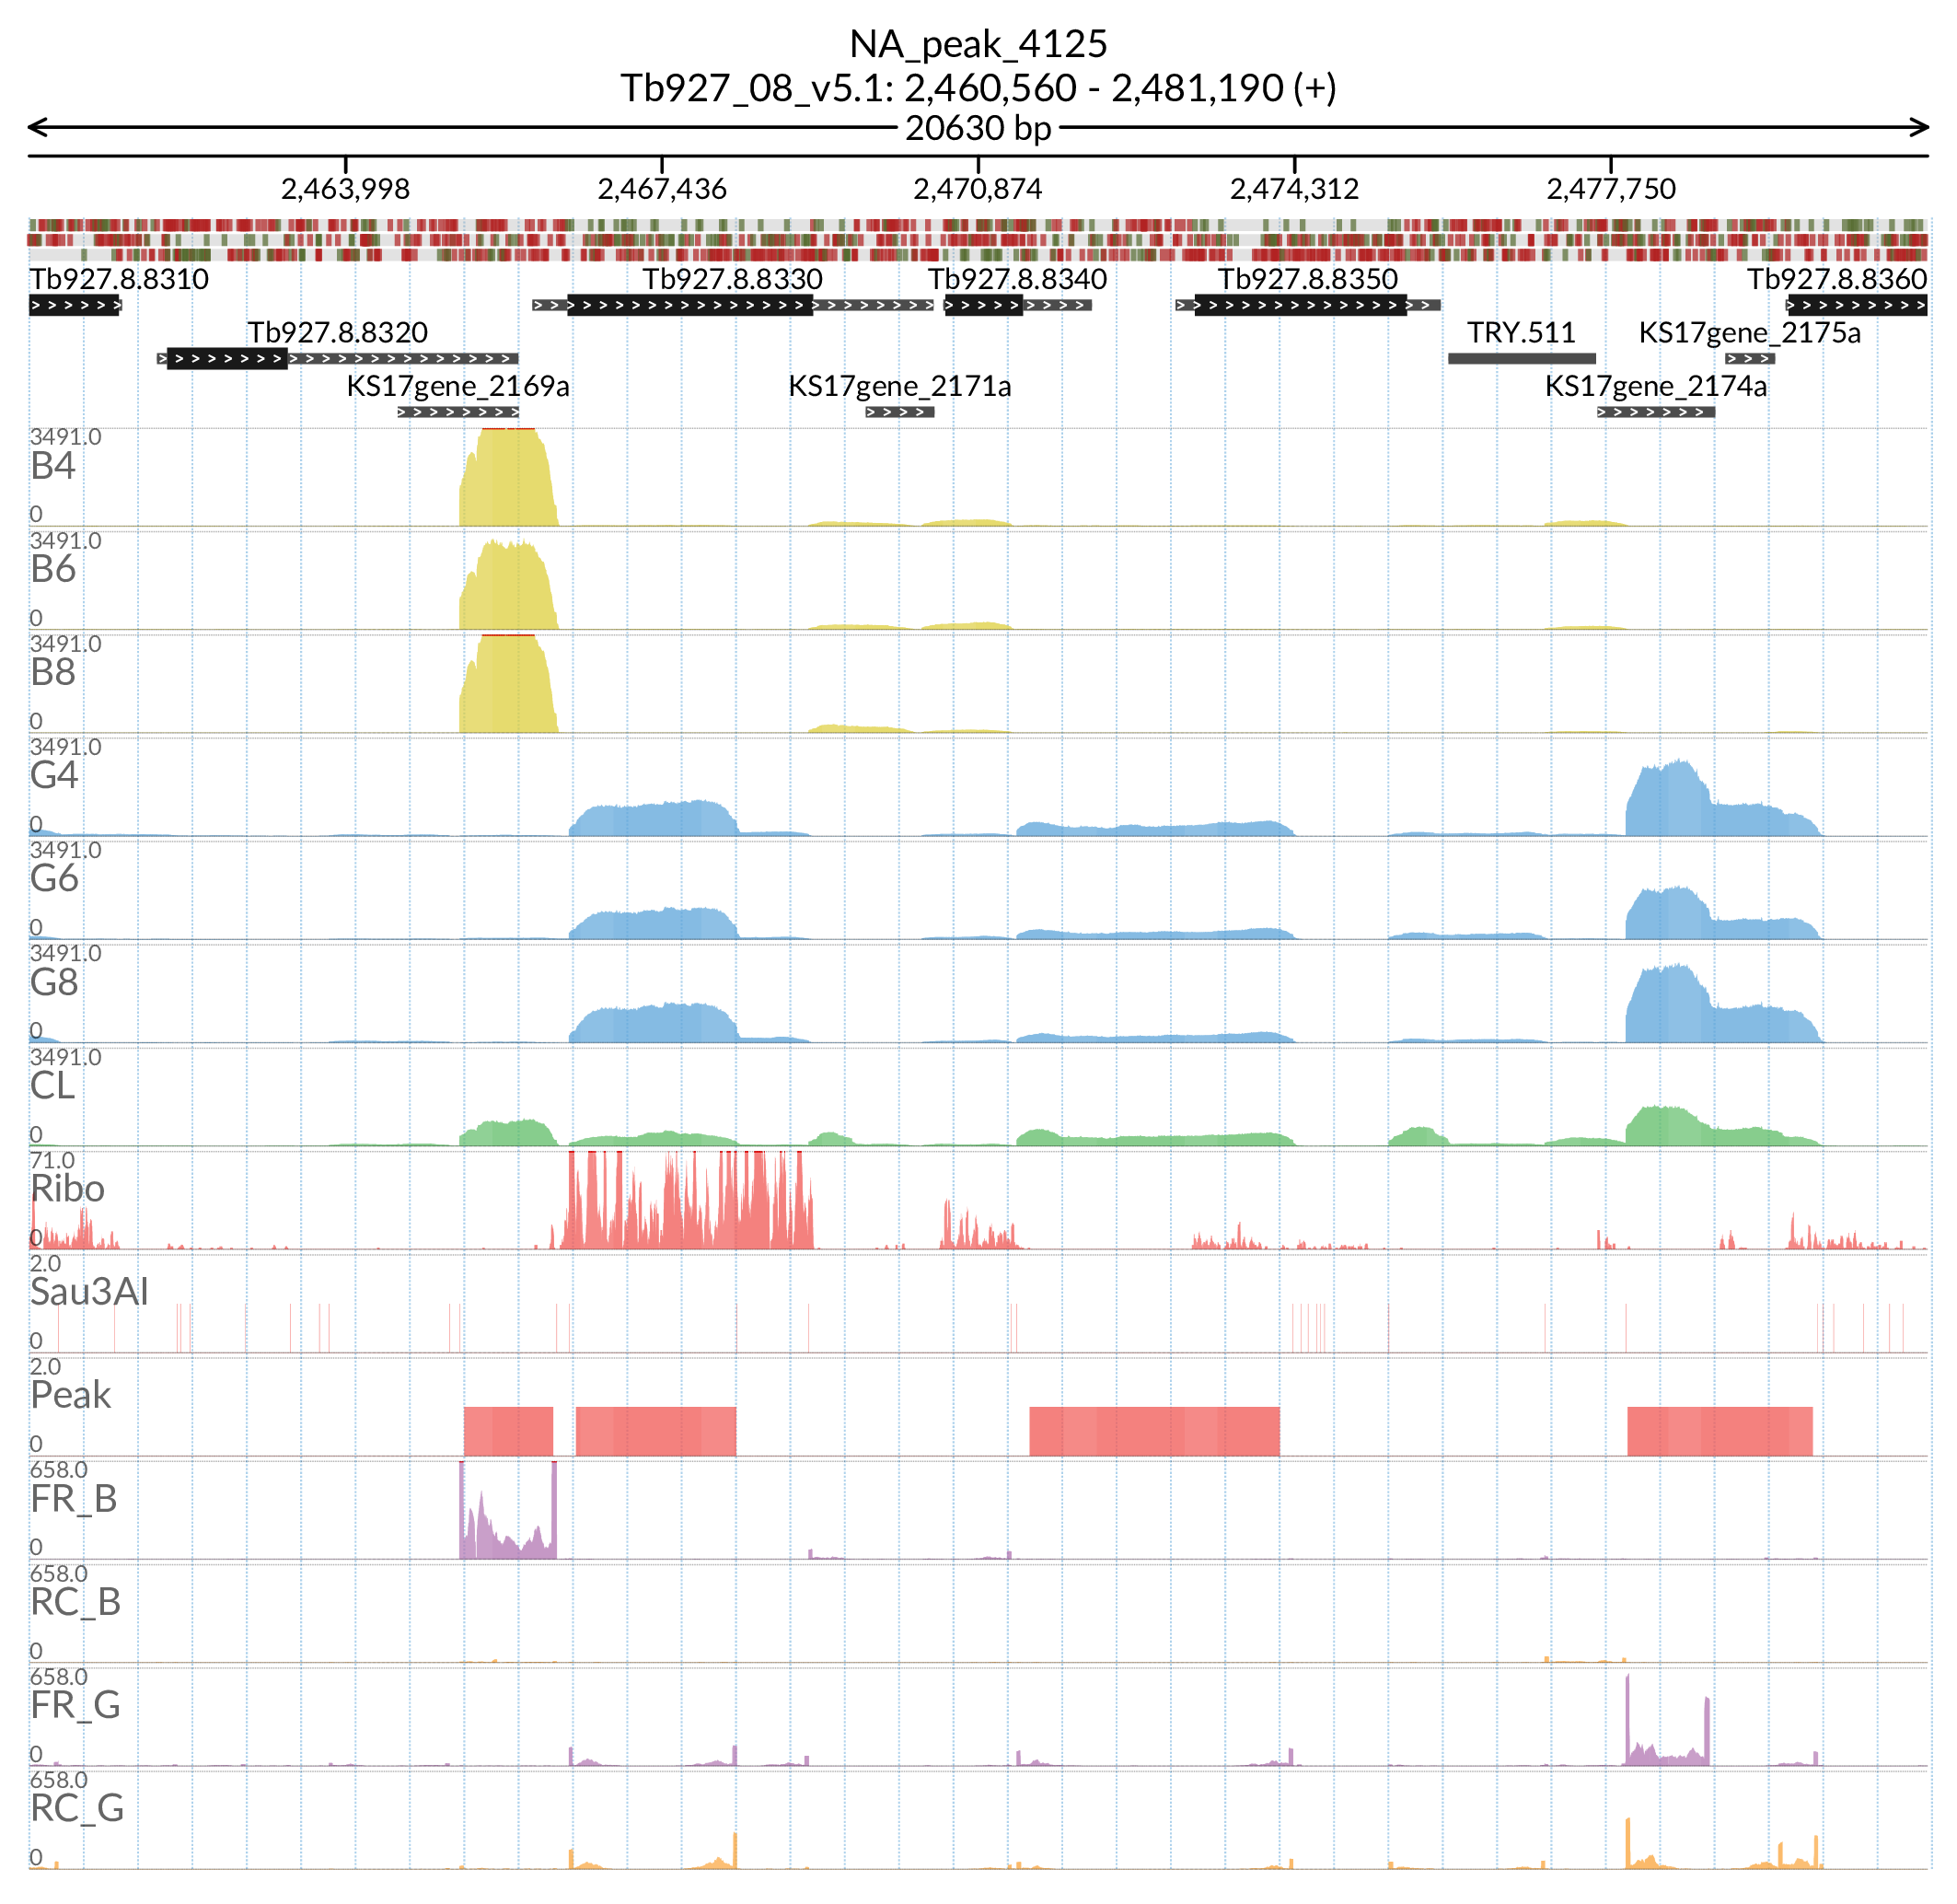 NA_peak_4125
Tb927_08_v5.1: 2,460,560 - 2,481,190 (+)
20630 bp
2,463,998 2,467,436 2,470,874 2,474,312 2,477,750
Tb927.8.8310 Tb927.8.8330 Tb927.8.8340 Tb927.8.8350 Tb927.8.8360
Tb927.8.8320 TRY.511 KS17gene_2175a
KS17gene_2169a KS17gene_2171a KS17gene_2174a
3491.0
B4
0
3491.0
B6
0
3491.0
B8
0
3491.0
G4
0
3491.0
G6
0
3491.0
G8
0
3491.0
CL
0
71.0
Ribo
0
2.0
Sau3AI
0
2.0
Peak
0
658.0
FR_B
0
658.0
RC_B
0
658.0
FR_G
0
658.0
RC_G
0